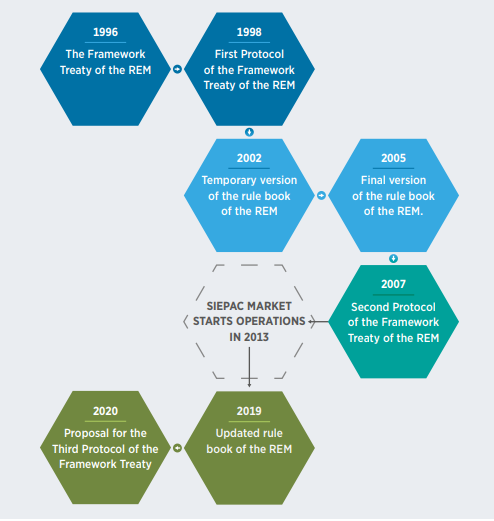 1996
The Framework
Treaty of the REM
1998
First Protocol
of the Framework
Treaty of the REM
2002
Temporary version
of the rule book
of the REM
2005
Final version
of the rule book
of the REM.
2007
Second Protocol
of the Framework
Treaty of the REM
SIEPAC MARKET
STARTS OPERATIONS
IN 2013
2019
Updated rule
book of the REM
2020
Proposal for the
Third Protocol of the
Framework Treaty